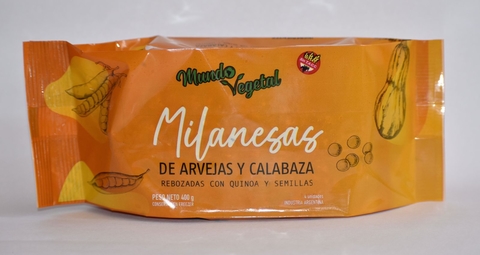 Mundo
Vegetal
Milanesas
DE ARVEJAS Y CALABAZA
REBOZADAS CON QUINOA Y SEMILLAS
PESO NETO 400 g
INDUSTRIA ARGENTINA